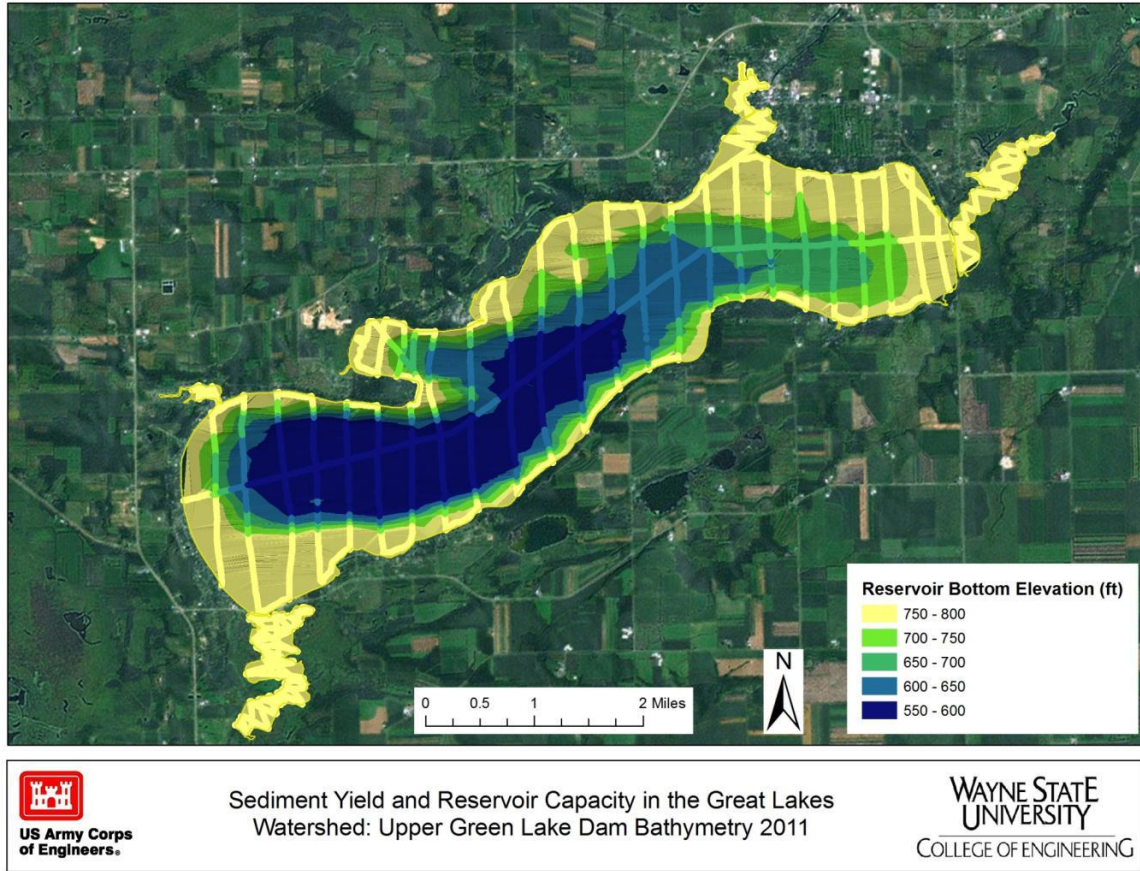 N
0 0.5 1 2 Miles
Reservoir Bottom Elevation (ft)
750 - 800
700 - 750
650 - 700
600 - 650
550 - 600
US Army Corps
of Engineers®
Sediment Yield and Reservoir Capacity in the Great Lakes
Watershed: Upper Green Lake Dam Bathymetry 2011
WAYNE STATE
UNIVERSITY
COLLEGE OF ENGINEERING